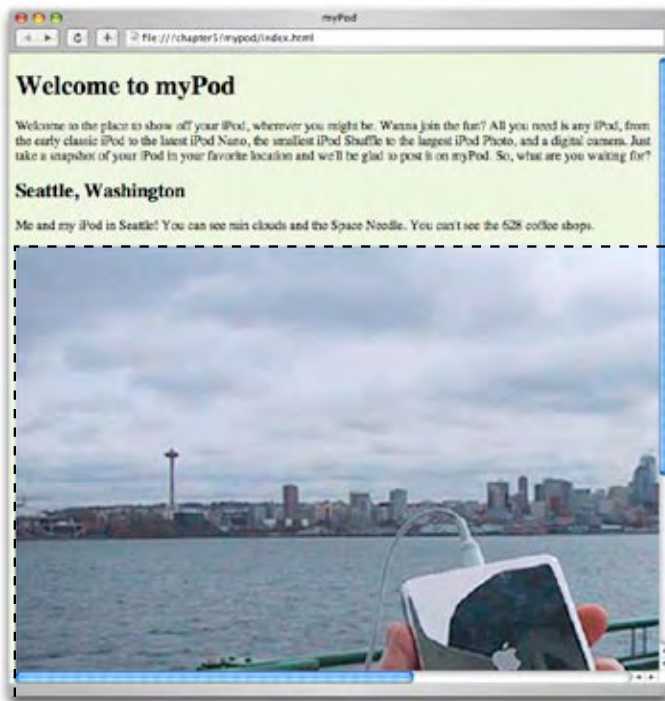 myPod
file:///chapter5/mypod/index.html
Welcome to myPod
Welcome to the place to show off your iPod, wherever you might be. Wanna join the fun? All you need is any iPod, from
the early classic iPod to the latest iPod Nano, the smallest iPod Shuffle to the largest iPod Photo, and a digital camera. Just
take a snapshot of your iPod in your favorite location and we'll be glad to post it on myPod. So, what are you waiting for?
Seattle, Washington
Me and my iPod in Seattle! You can see rain clouds and the Space Needle. You can't see the 628 coffee shops.